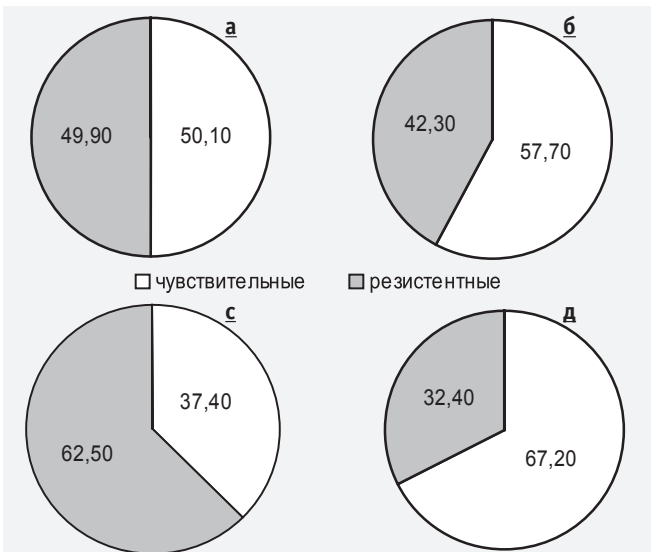 а
49,90 50,10
б
42,30 57,70
чувствительные резистентные
с
62,50 37,40
д
32,40 67,20